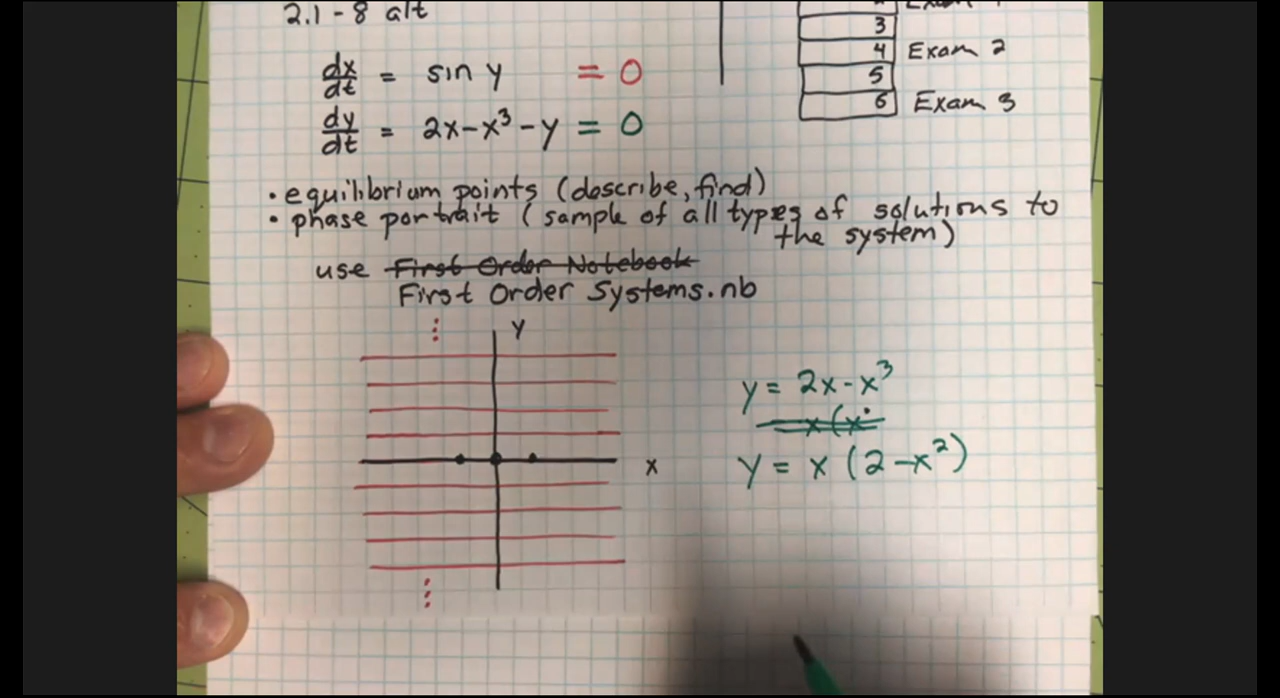 2.1 - 8 alt
dx/dt = sin y = 0
dy/dt = 2x-x³-y = 0
• equilibrium points (describe, find)
• phase portrait (sample of all types of solutions to
the system)
use First Order Notebook
First Order Systems.nb
3
4 Exam 2
5
6 Exam 3
⋮ y
x
⋮
y = 2x-x³
= x(x
y = x(2-x²)